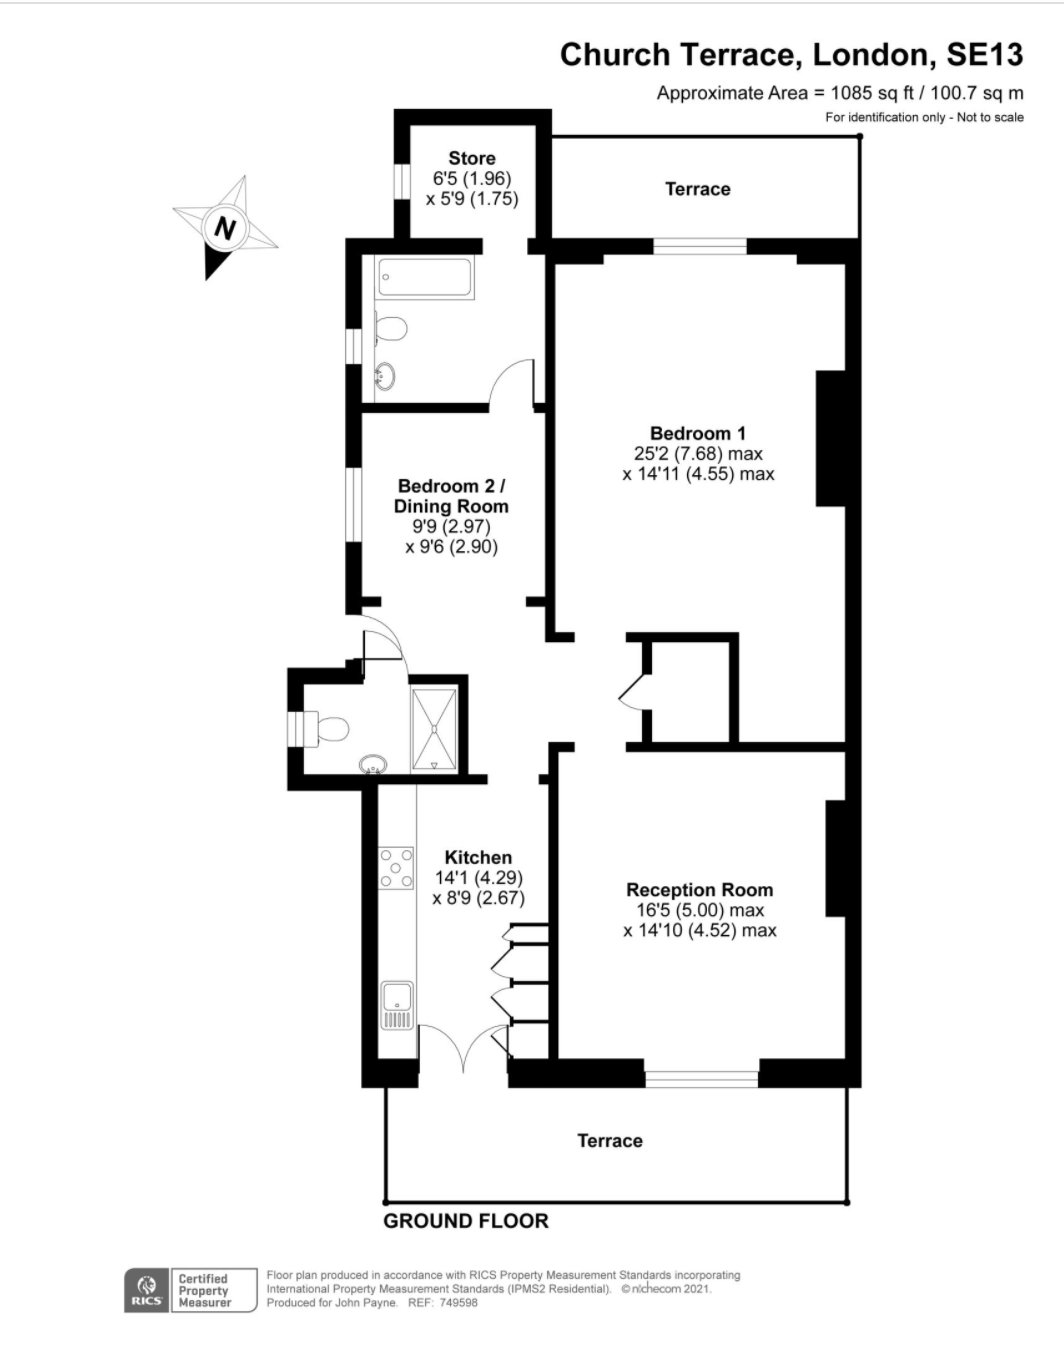 Church Terrace, London, SE13
Approximate Area = 1085 sq ft / 100.7 sq m
For identification only - Not to scale
Store
6'5 (1.96)
x 5'9 (1.75)
Terrace
N
Bedroom 1
25'2 (7.68) max
x 14'11 (4.55) max
Bedroom 2 /
Dining Room
9'9 (2.97)
x 9'6 (2.90)
Kitchen
14'1 (4.29)
x 8'9 (2.67)
Reception Room
16'5 (5.00) max
x 14'10 (4.52) max
Terrace
GROUND FLOOR
RICS
Certified
Property
Measurer
Floor plan produced in accordance with RICS Property Measurement Standards incorporating
International Property Measurement Standards (IPMS2 Residential). © nichecom 2021.
Produced for John Payne. REF: 749598